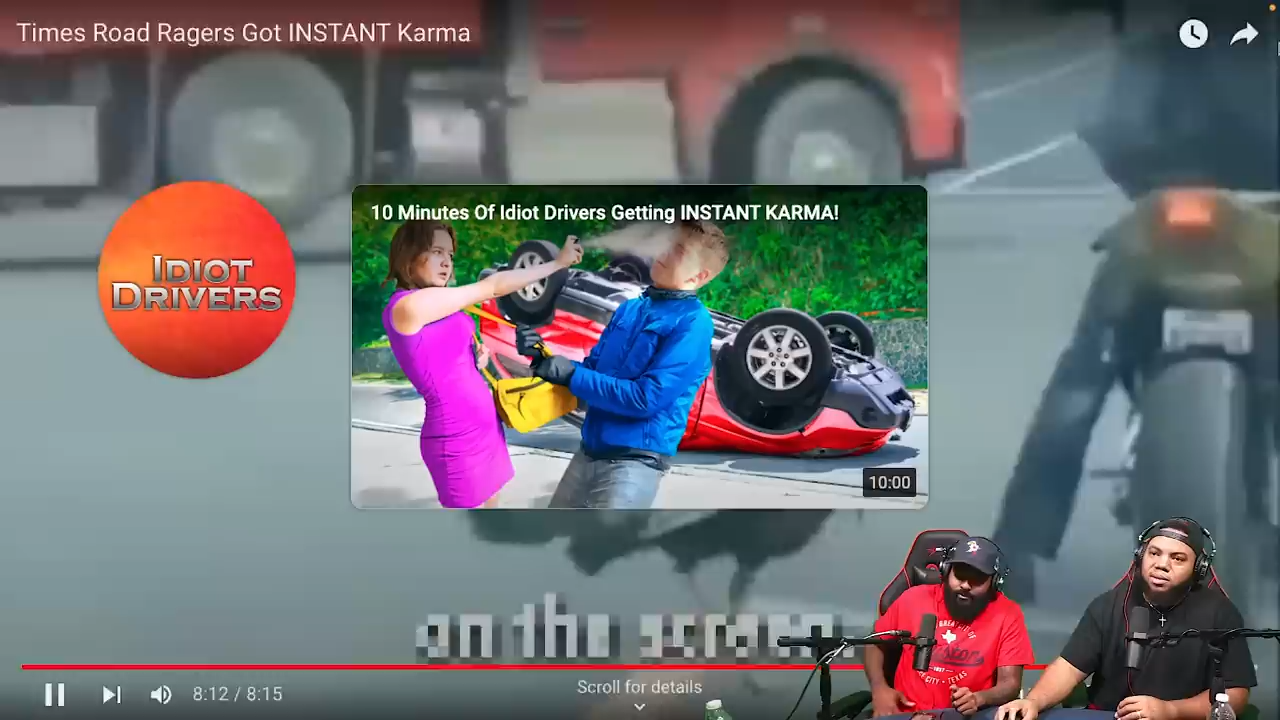 Times Road Ragers Got INSTANT Karma
10 Minutes Of Idiot Drivers Getting INSTANT KARMA!
IDIOT
DRIVERS
10:00
on the screen.
8:12 / 8:15
Scroll for details